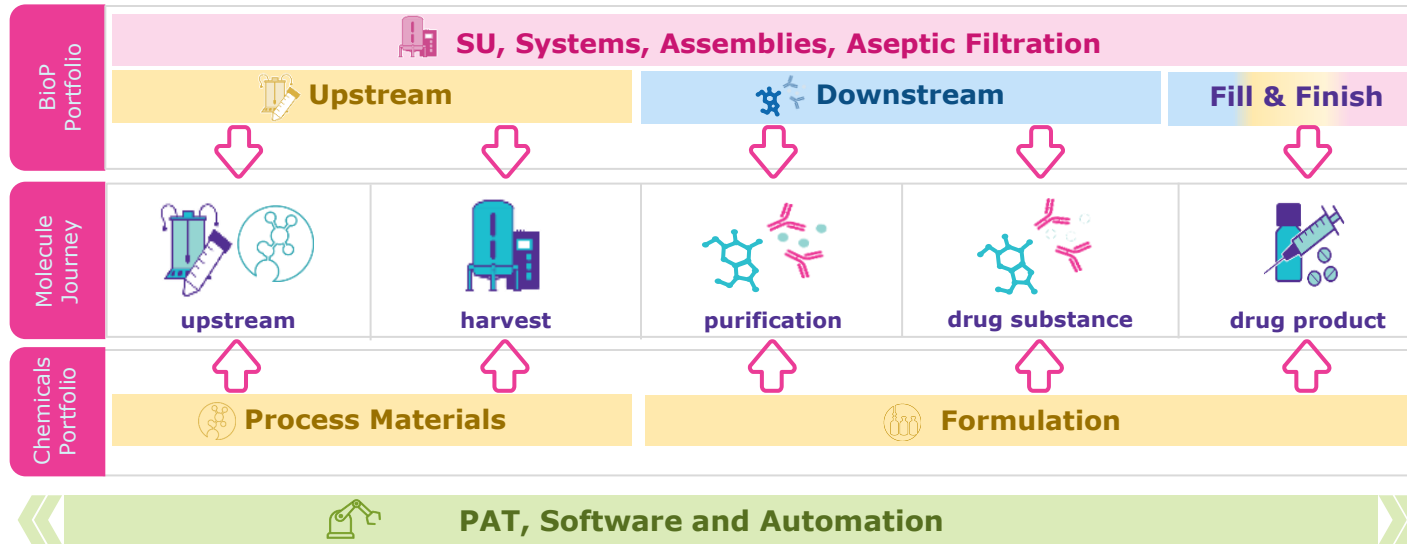 BioP
Portfolio
SU, Systems, Assemblies, Aseptic Filtration
Upstream
Downstream
Fill & Finish
Molecule
Journey
upstream
harvest
purification
drug substance
drug product
Chemicals
Portfolio
Process Materials
Formulation
PAT, Software and Automation